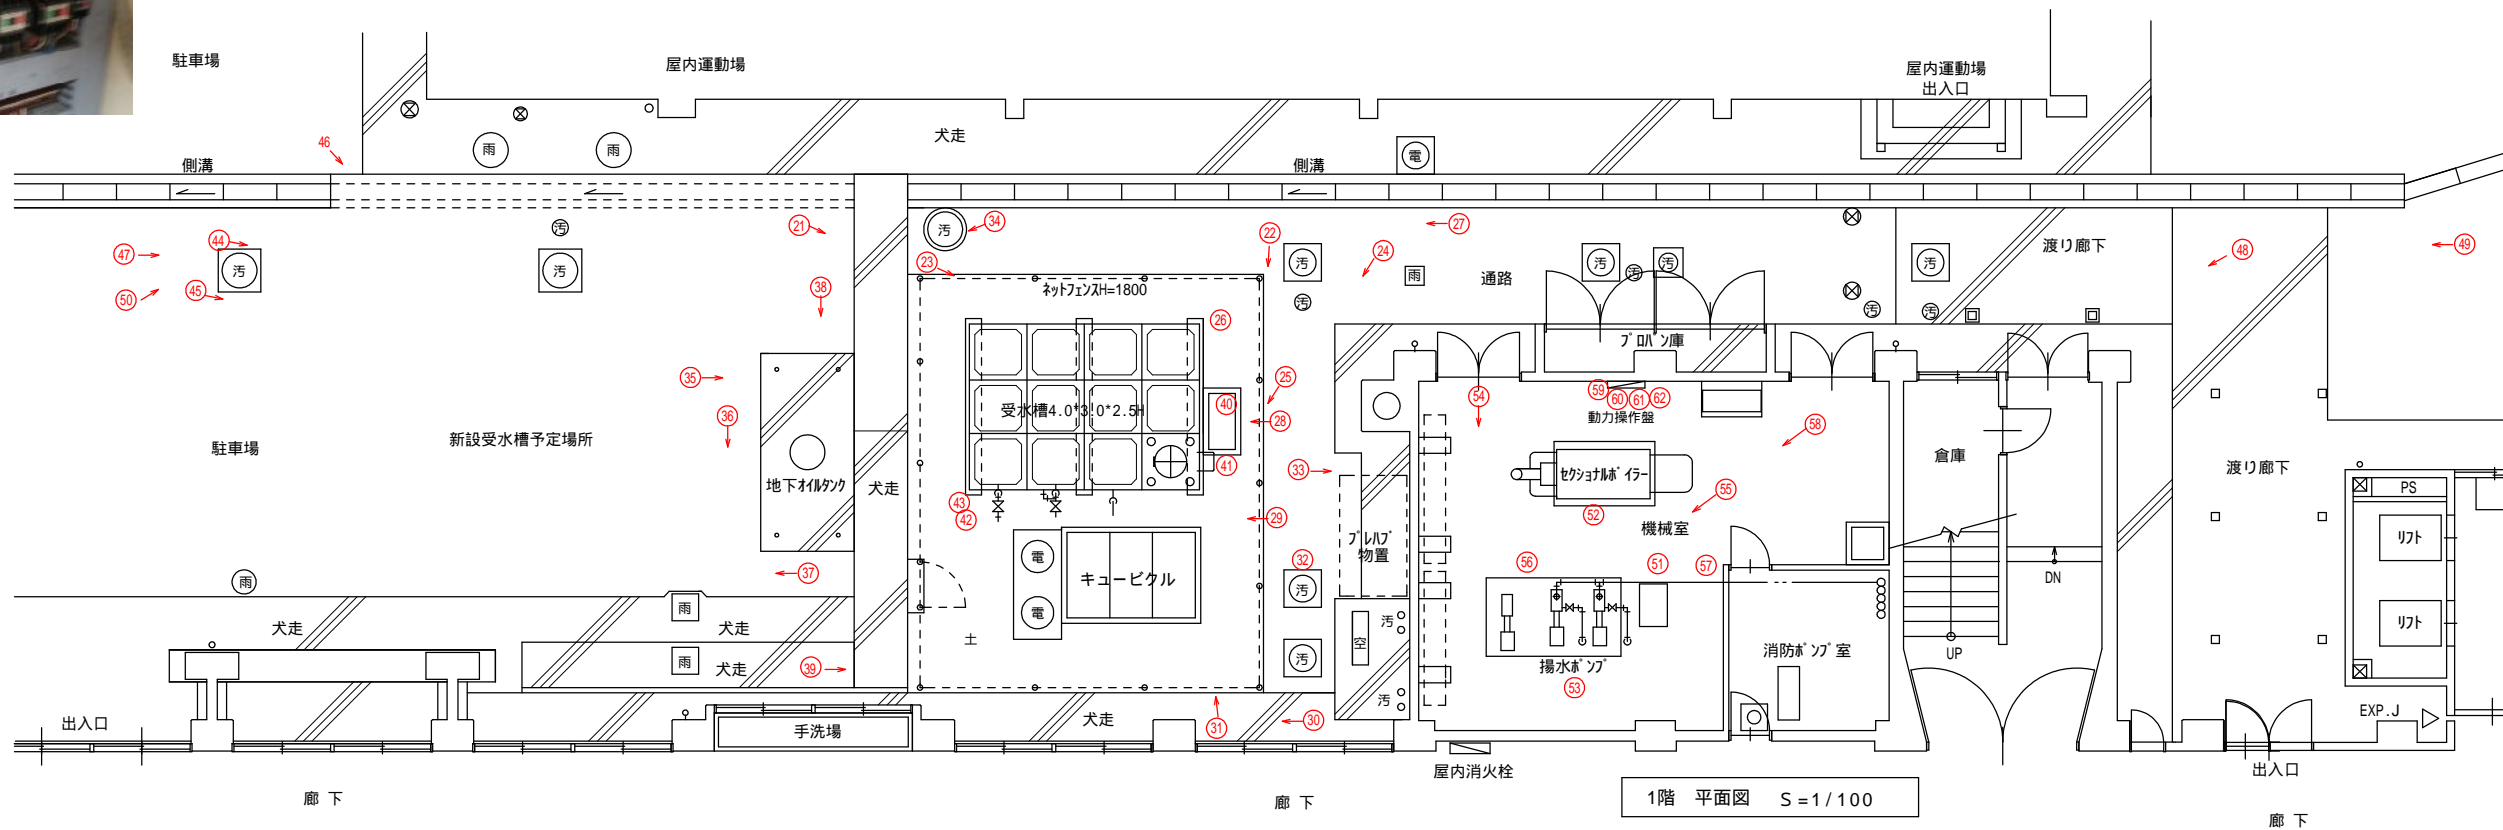 駐車場
屋内運動場
屋内運動場
出入口
46
雨
雨
犬走
電
側溝
側溝
47
44
45
50
汚
汚
汚
21
38
34
汚
23
22
汚
汚
24
雨
27
通路
汚
汚
汚
汚
汚
汚
渡り廊下
48
49
ネットフェンスH=1800
26
25
28
29
40
41
43
42
受水槽4.0*3.0*2.5H
35
36
37
39
駐車場
新設受水槽予定場所
地下オイルタンク
犬走
プロパン庫
54
59
60
61
62
動力操作盤
58
セクショナルボイラー
52
55
機械室
倉庫
渡り廊下
PS
リフト
リフト
33
プレハブ
物置
32
汚
汚
空
汚
汚
電
電
キュービクル
土
56
51
57
揚水ポンプ
53
消防ポンプ室
UP
DN
雨
雨
雨
犬走
犬走
犬走
出入口
手洗場
犬走
31
30
屋内消火栓
EXP.J
出入口
1階 平面図 S=1/100
廊 下
廊 下
廊 下